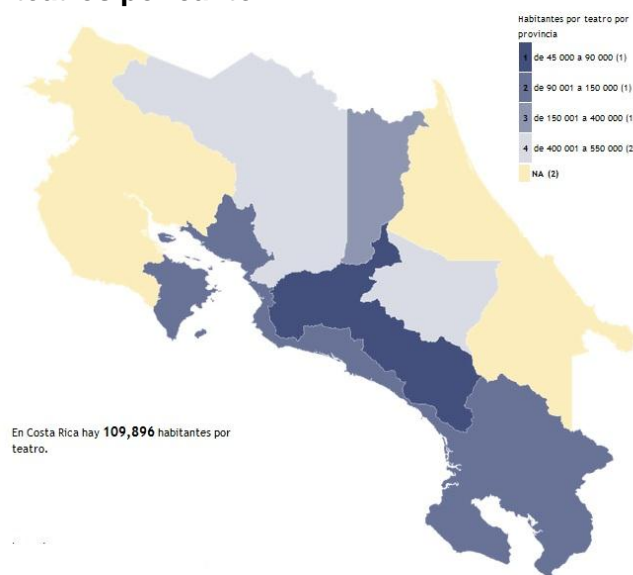 Habitantes por teatro por
provincia
1 de 45 000 a 90 000 (1)
2 de 90 001 a 150 000 (1)
3 de 150 001 a 400 000 (1
4 de 400 001 a 550 000 (2
NA (2)
En Costa Rica hay 109,896 habitantes por
teatro.